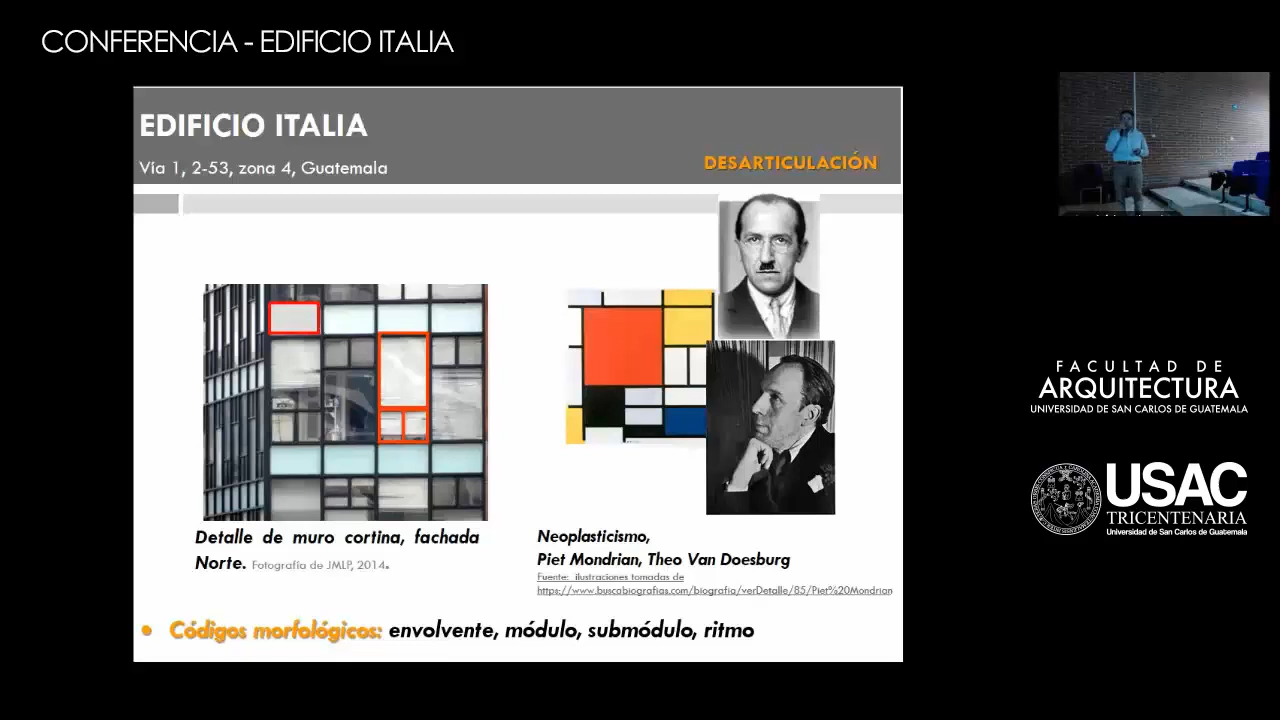 CONFERENCIA - EDIFICIO ITALIA
EDIFICIO ITALIA
Vía 1, 2-53, zona 4, Guatemala
DESARTICULACIÓN
Detalle de muro cortina, fachada
Norte. Fotografía de JMLP, 2014.
Neoplasticismo,
Piet Mondrian, Theo Van Doesburg
Fuente: ilustraciones tomadas de
https://www.buscabiografias.com/biografia/verDetalle/85/Piet%20Mondrian
• Códigos morfológicos: envolvente, módulo, submódulo, ritmo
FACULTAD DE
ARQUITECTURA
UNIVERSIDAD DE SAN CARLOS DE GUATEMALA
USAC
TRICENTENARIA
Universidad de San Carlos de Guatemala